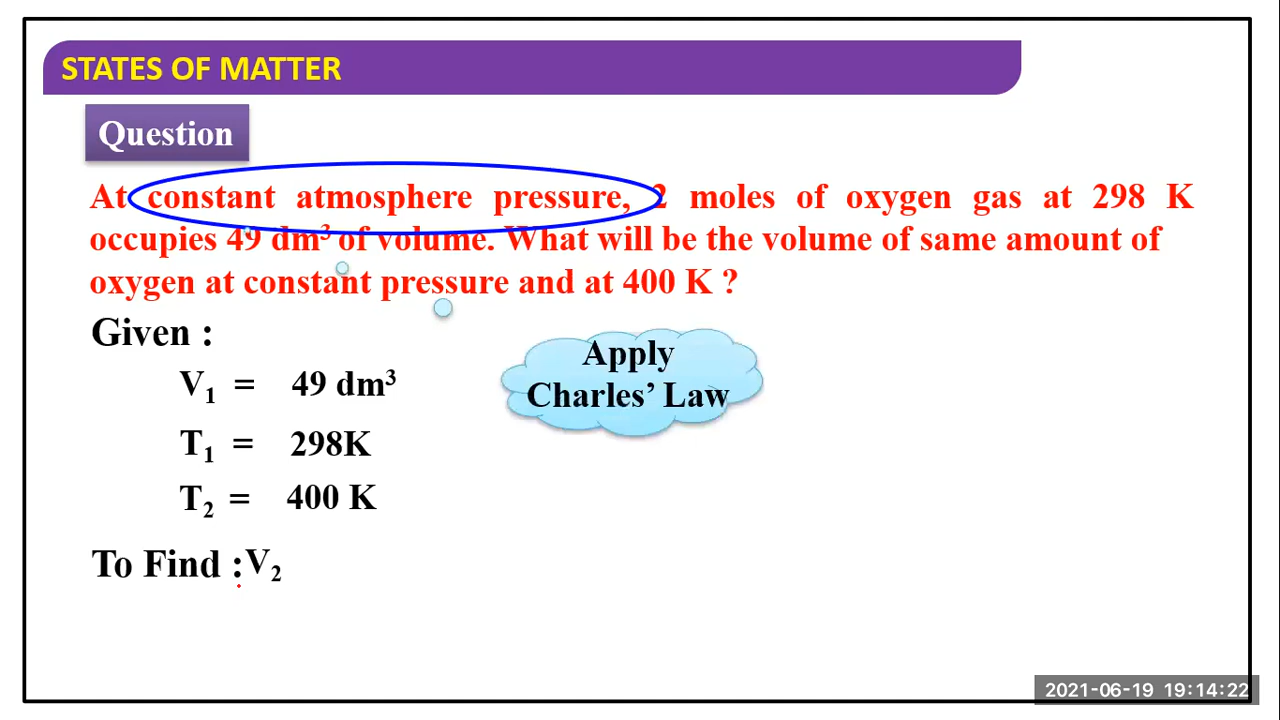 STATES OF MATTER
Question
At constant atmosphere pressure, 2 moles of oxygen gas at 298 K
occupies 49 dm³ of volume. What will be the volume of same amount of
oxygen at constant pressure and at 400 K ?
Given :
V₁ = 49 dm³
T₁ = 298K
T₂ = 400 K
Apply
Charles’ Law
To Find :V₂
2021-06-19 19:14:22